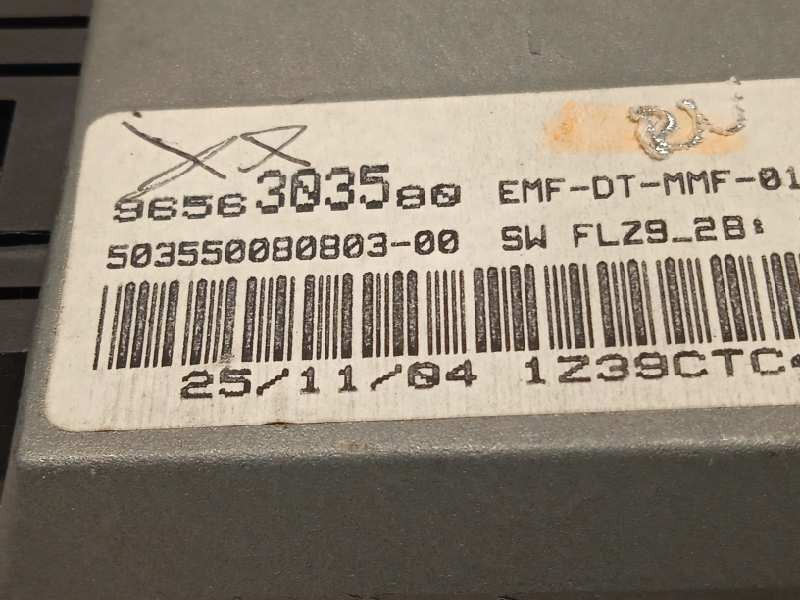 9656303580 EMF-DT-MMF-01
503550080803-00 SW FLZ9_2B:
25/11/04 1Z39CTC